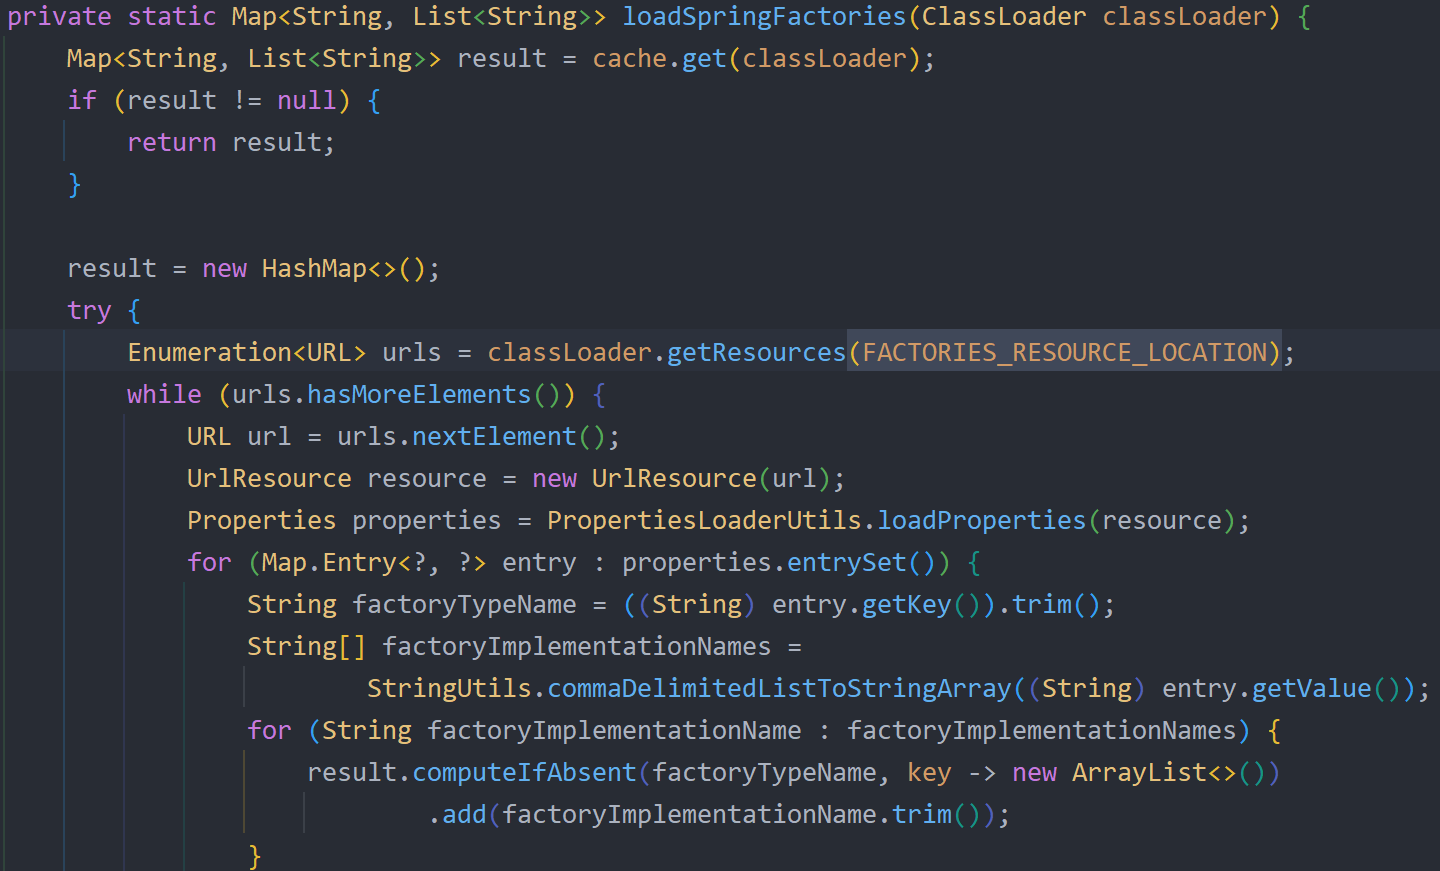 private static Map<String, List<String>> loadSpringFactories(ClassLoader classLoader) {
    Map<String, List<String>> result = cache.get(classLoader);
    if (result != null) {
        return result;
    }

    result = new HashMap<>();
    try {
        Enumeration<URL> urls = classLoader.getResources(FACTORIES_RESOURCE_LOCATION);
        while (urls.hasMoreElements()) {
            URL url = urls.nextElement();
            UrlResource resource = new UrlResource(url);
            Properties properties = PropertiesLoaderUtils.loadProperties(resource);
            for (Map.Entry<?, ?> entry : properties.entrySet()) {
                String factoryTypeName = ((String) entry.getKey()).trim();
                String[] factoryImplementationNames =
                        StringUtils.commaDelimitedListToStringArray((String) entry.getValue());
                for (String factoryImplementationName : factoryImplementationNames) {
                    result.computeIfAbsent(factoryTypeName, key -> new ArrayList<>())
                            .add(factoryImplementationName.trim());
                }